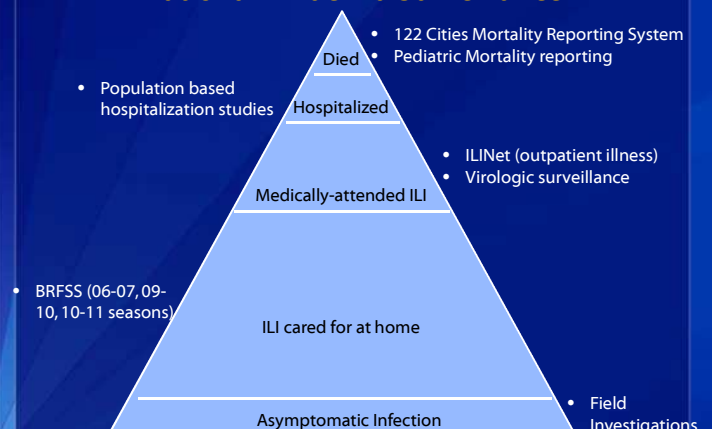 • 122 Cities Mortality Reporting System
• Pediatric Mortality reporting
Died
• Population based
hospitalization studies
Hospitalized
• ILINet (outpatient illness)
• Virologic surveillance
Medically-attended ILI
• BRFSS (06-07, 09-
10, 10-11 seasons)
ILI cared for at home
• Field
Investigations
Asymptomatic Infection